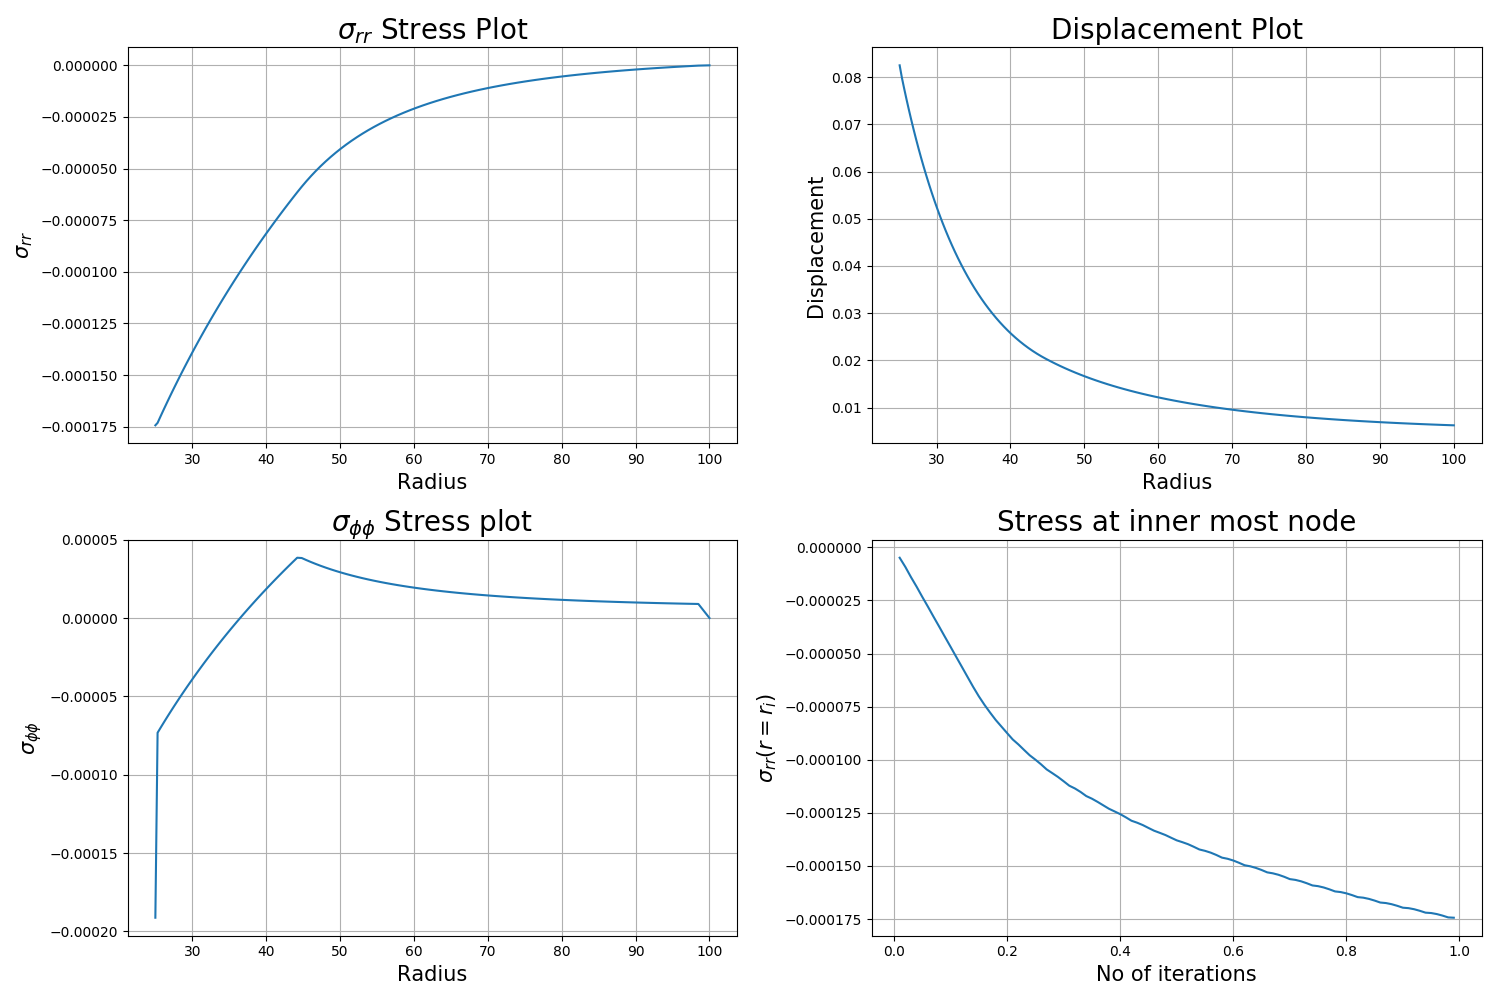 σrr Stress Plot
0.000000
−0.000025
−0.000050
−0.000075
−0.000100
−0.000125
−0.000150
−0.000175
σrr
30 40 50 60 70 80 90 100
Radius
Displacement Plot
0.08
0.07
0.06
0.05
0.04
0.03
0.02
0.01
Displacement
30 40 50 60 70 80 90 100
Radius
σϕϕ Stress plot
0.00005
0.00000
−0.00005
−0.00010
−0.00015
−0.00020
σϕϕ
30 40 50 60 70 80 90 100
Radius
Stress at inner most node
0.000000
−0.000025
−0.000050
−0.000075
−0.000100
−0.000125
−0.000150
−0.000175
σrr(r = ri)
0.0 0.2 0.4 0.6 0.8 1.0
No of iterations